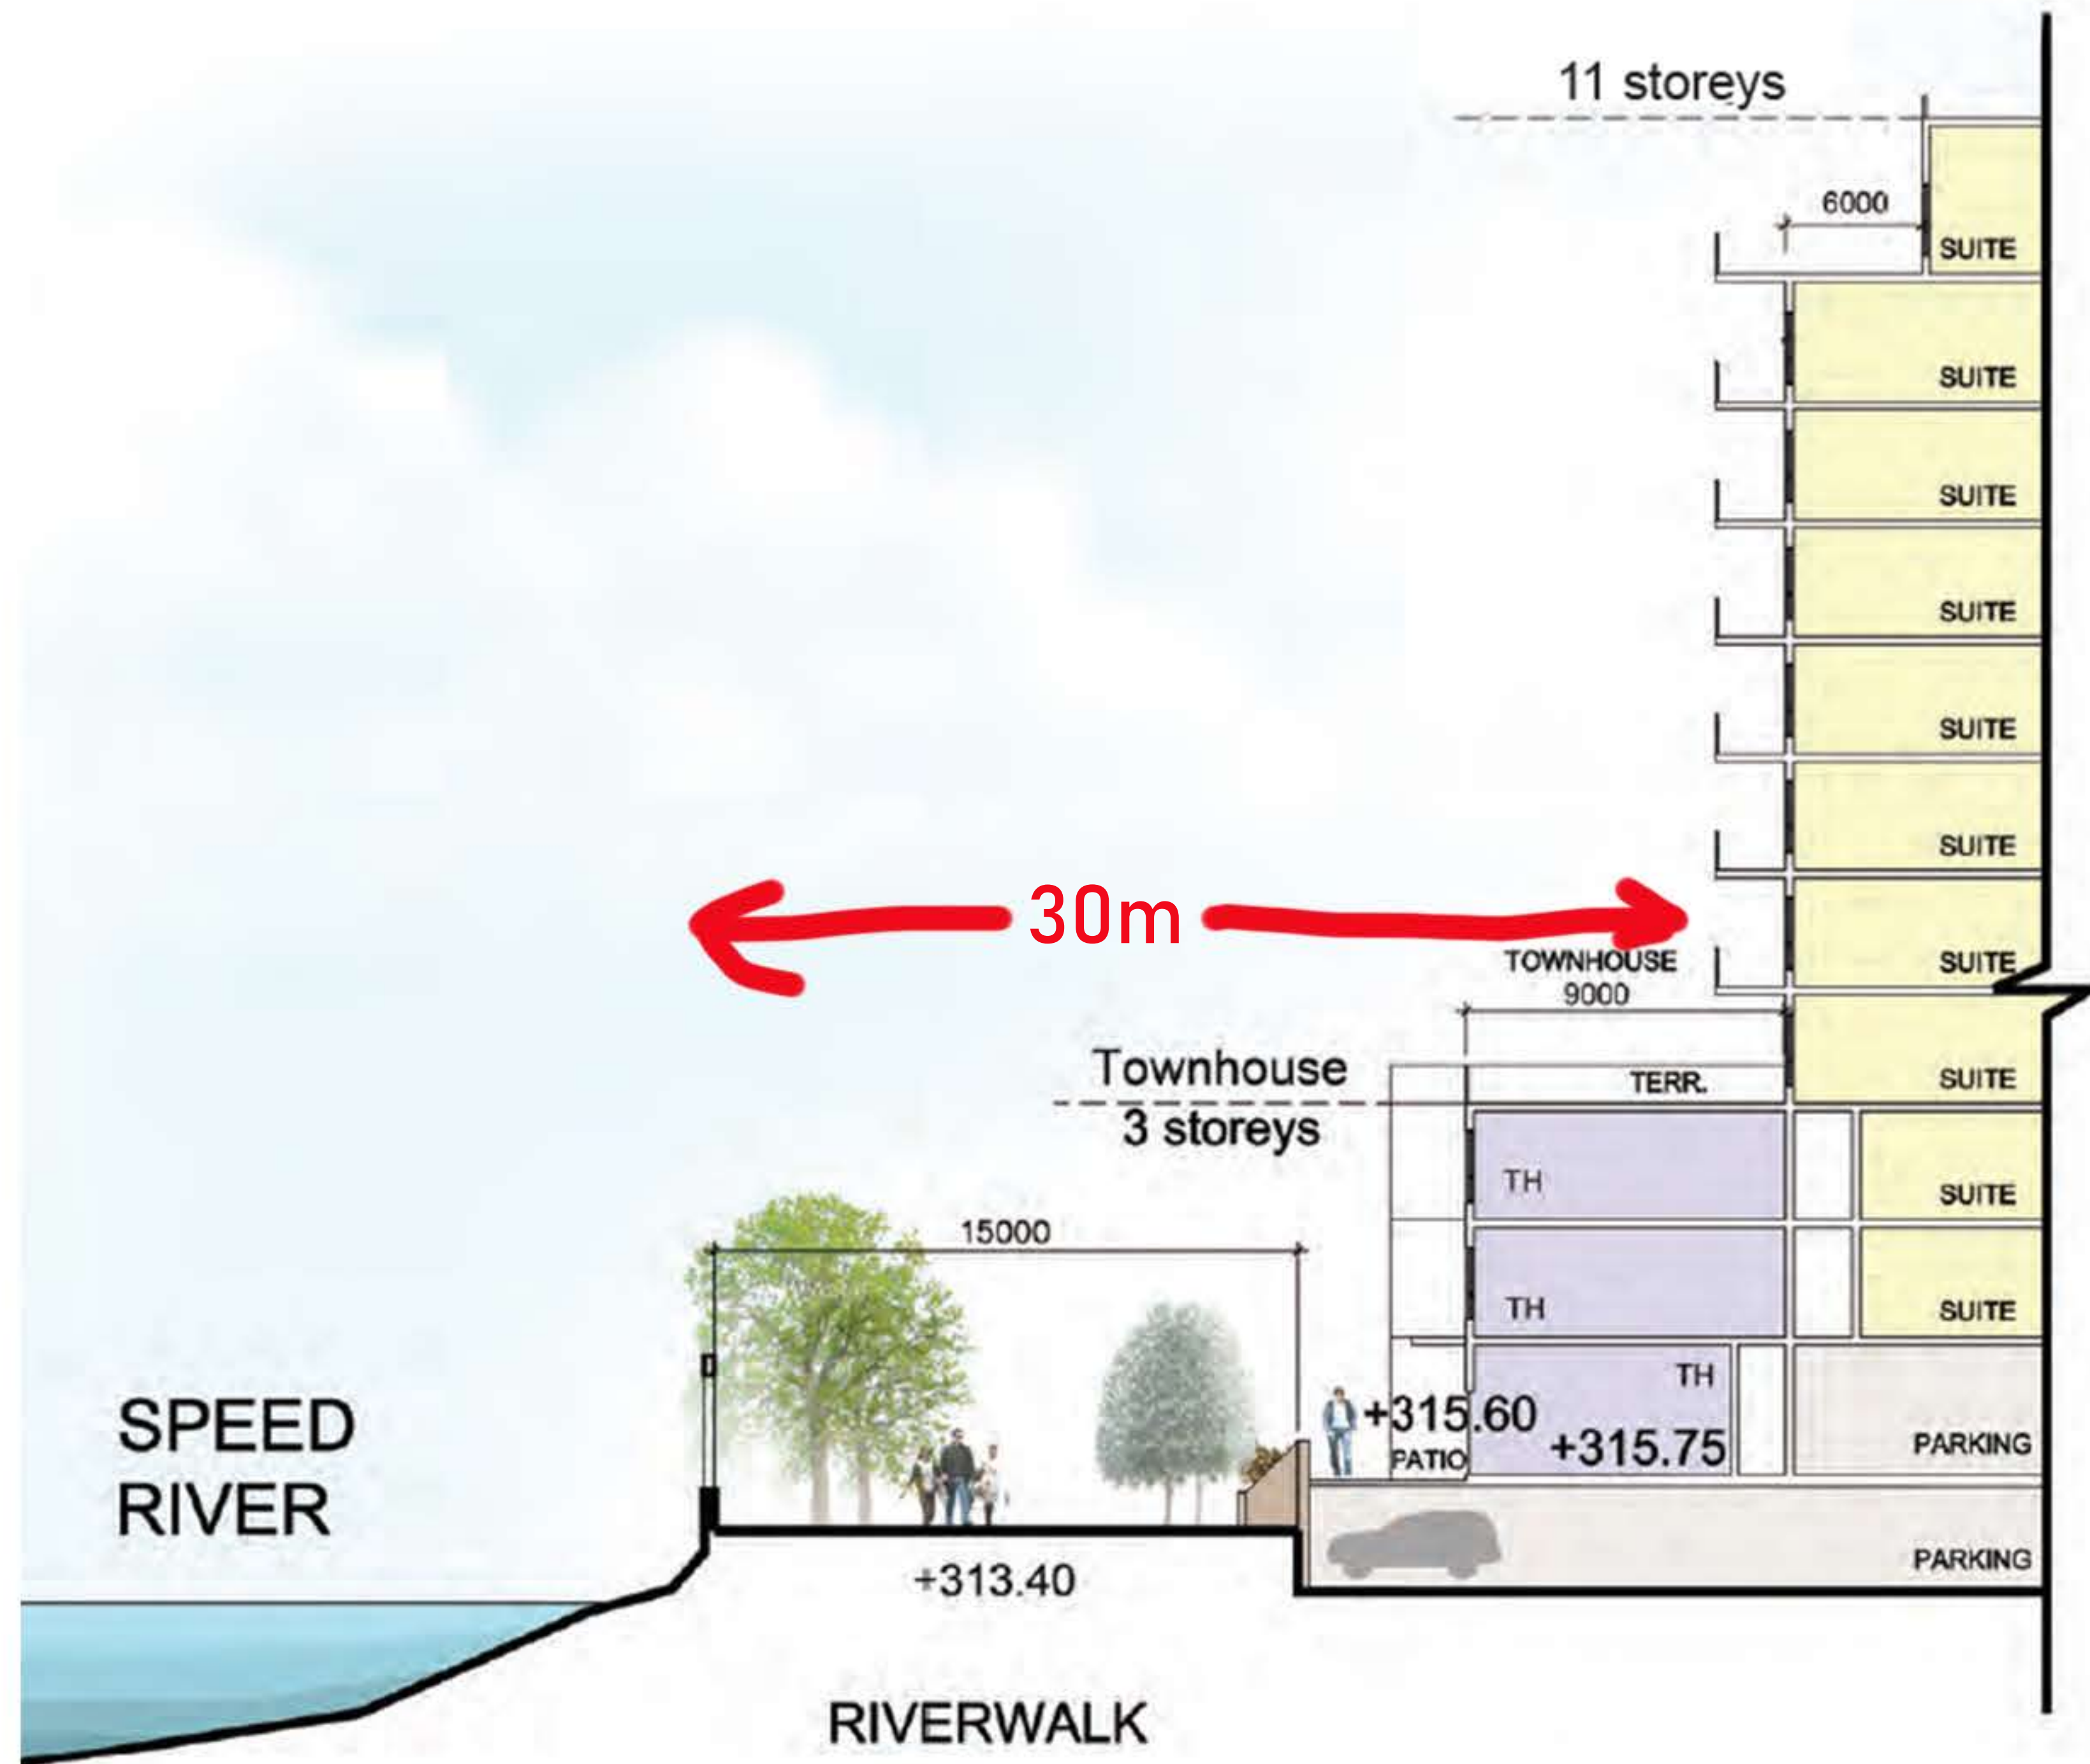 11 storeys
6000
SUITE
SUITE
SUITE
SUITE
SUITE
SUITE
30m
TOWNHOUSE
9000
SUITE
Townhouse
3 storeys
TERR.
SUITE
TH
SUITE
15000
TH
SUITE
TH
SPEED
RIVER
+315.60
PATIO
+315.75
PARKING
+313.40
PARKING
RIVERWALK